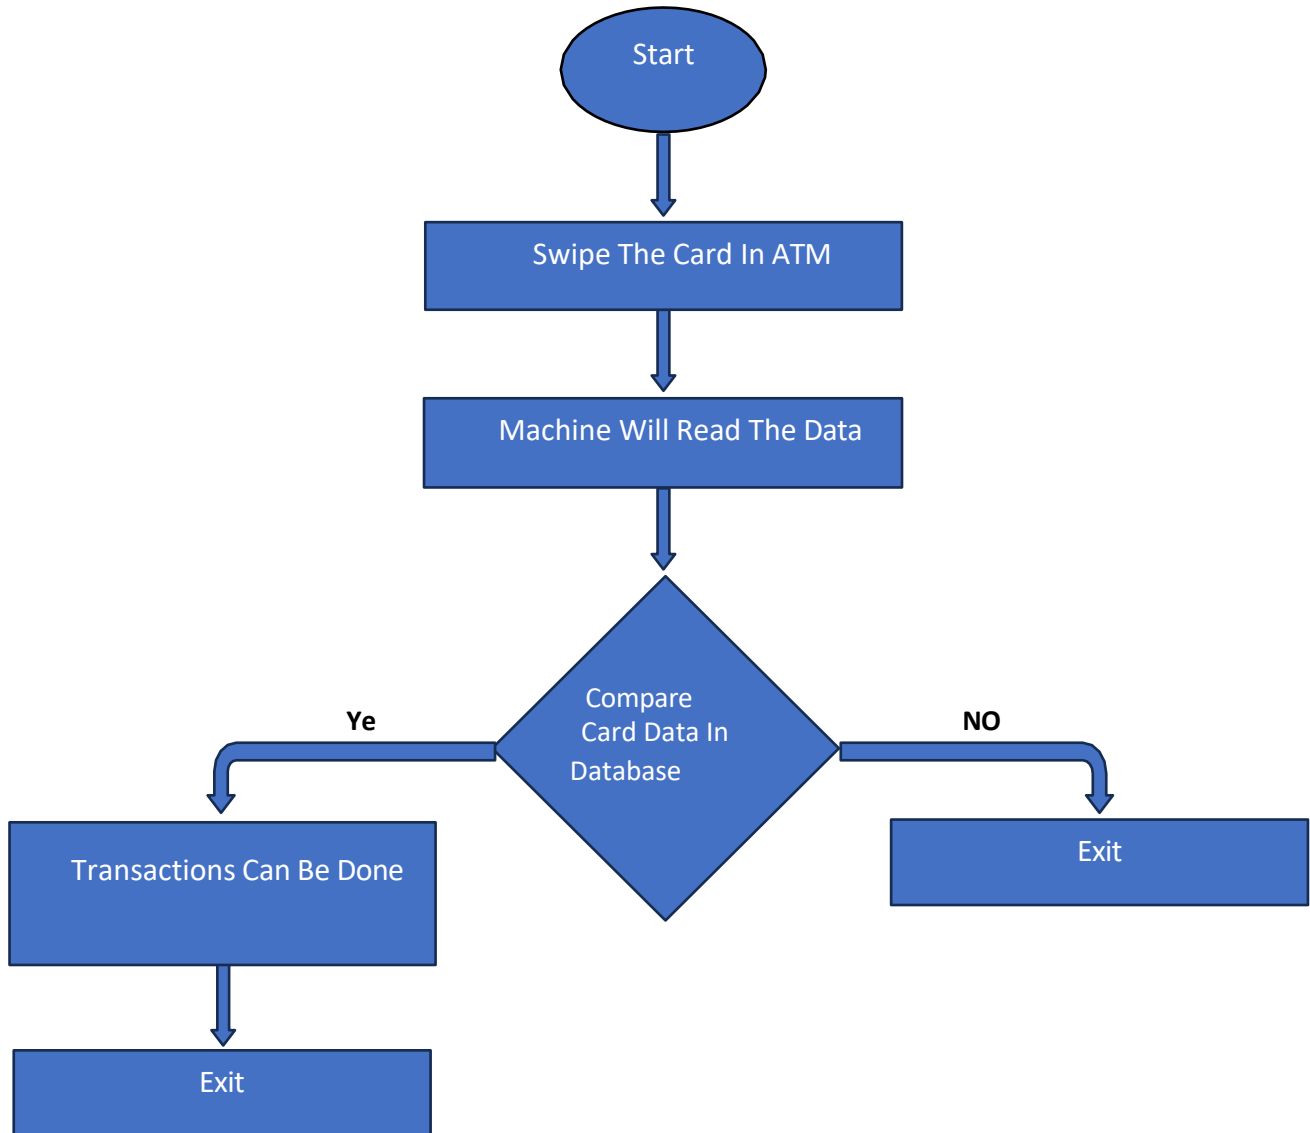 Start
Swipe The Card In ATM
Machine Will Read The Data
Compare
Card Data In
Database
Ye
NO
Transactions Can Be Done
Exit
Exit